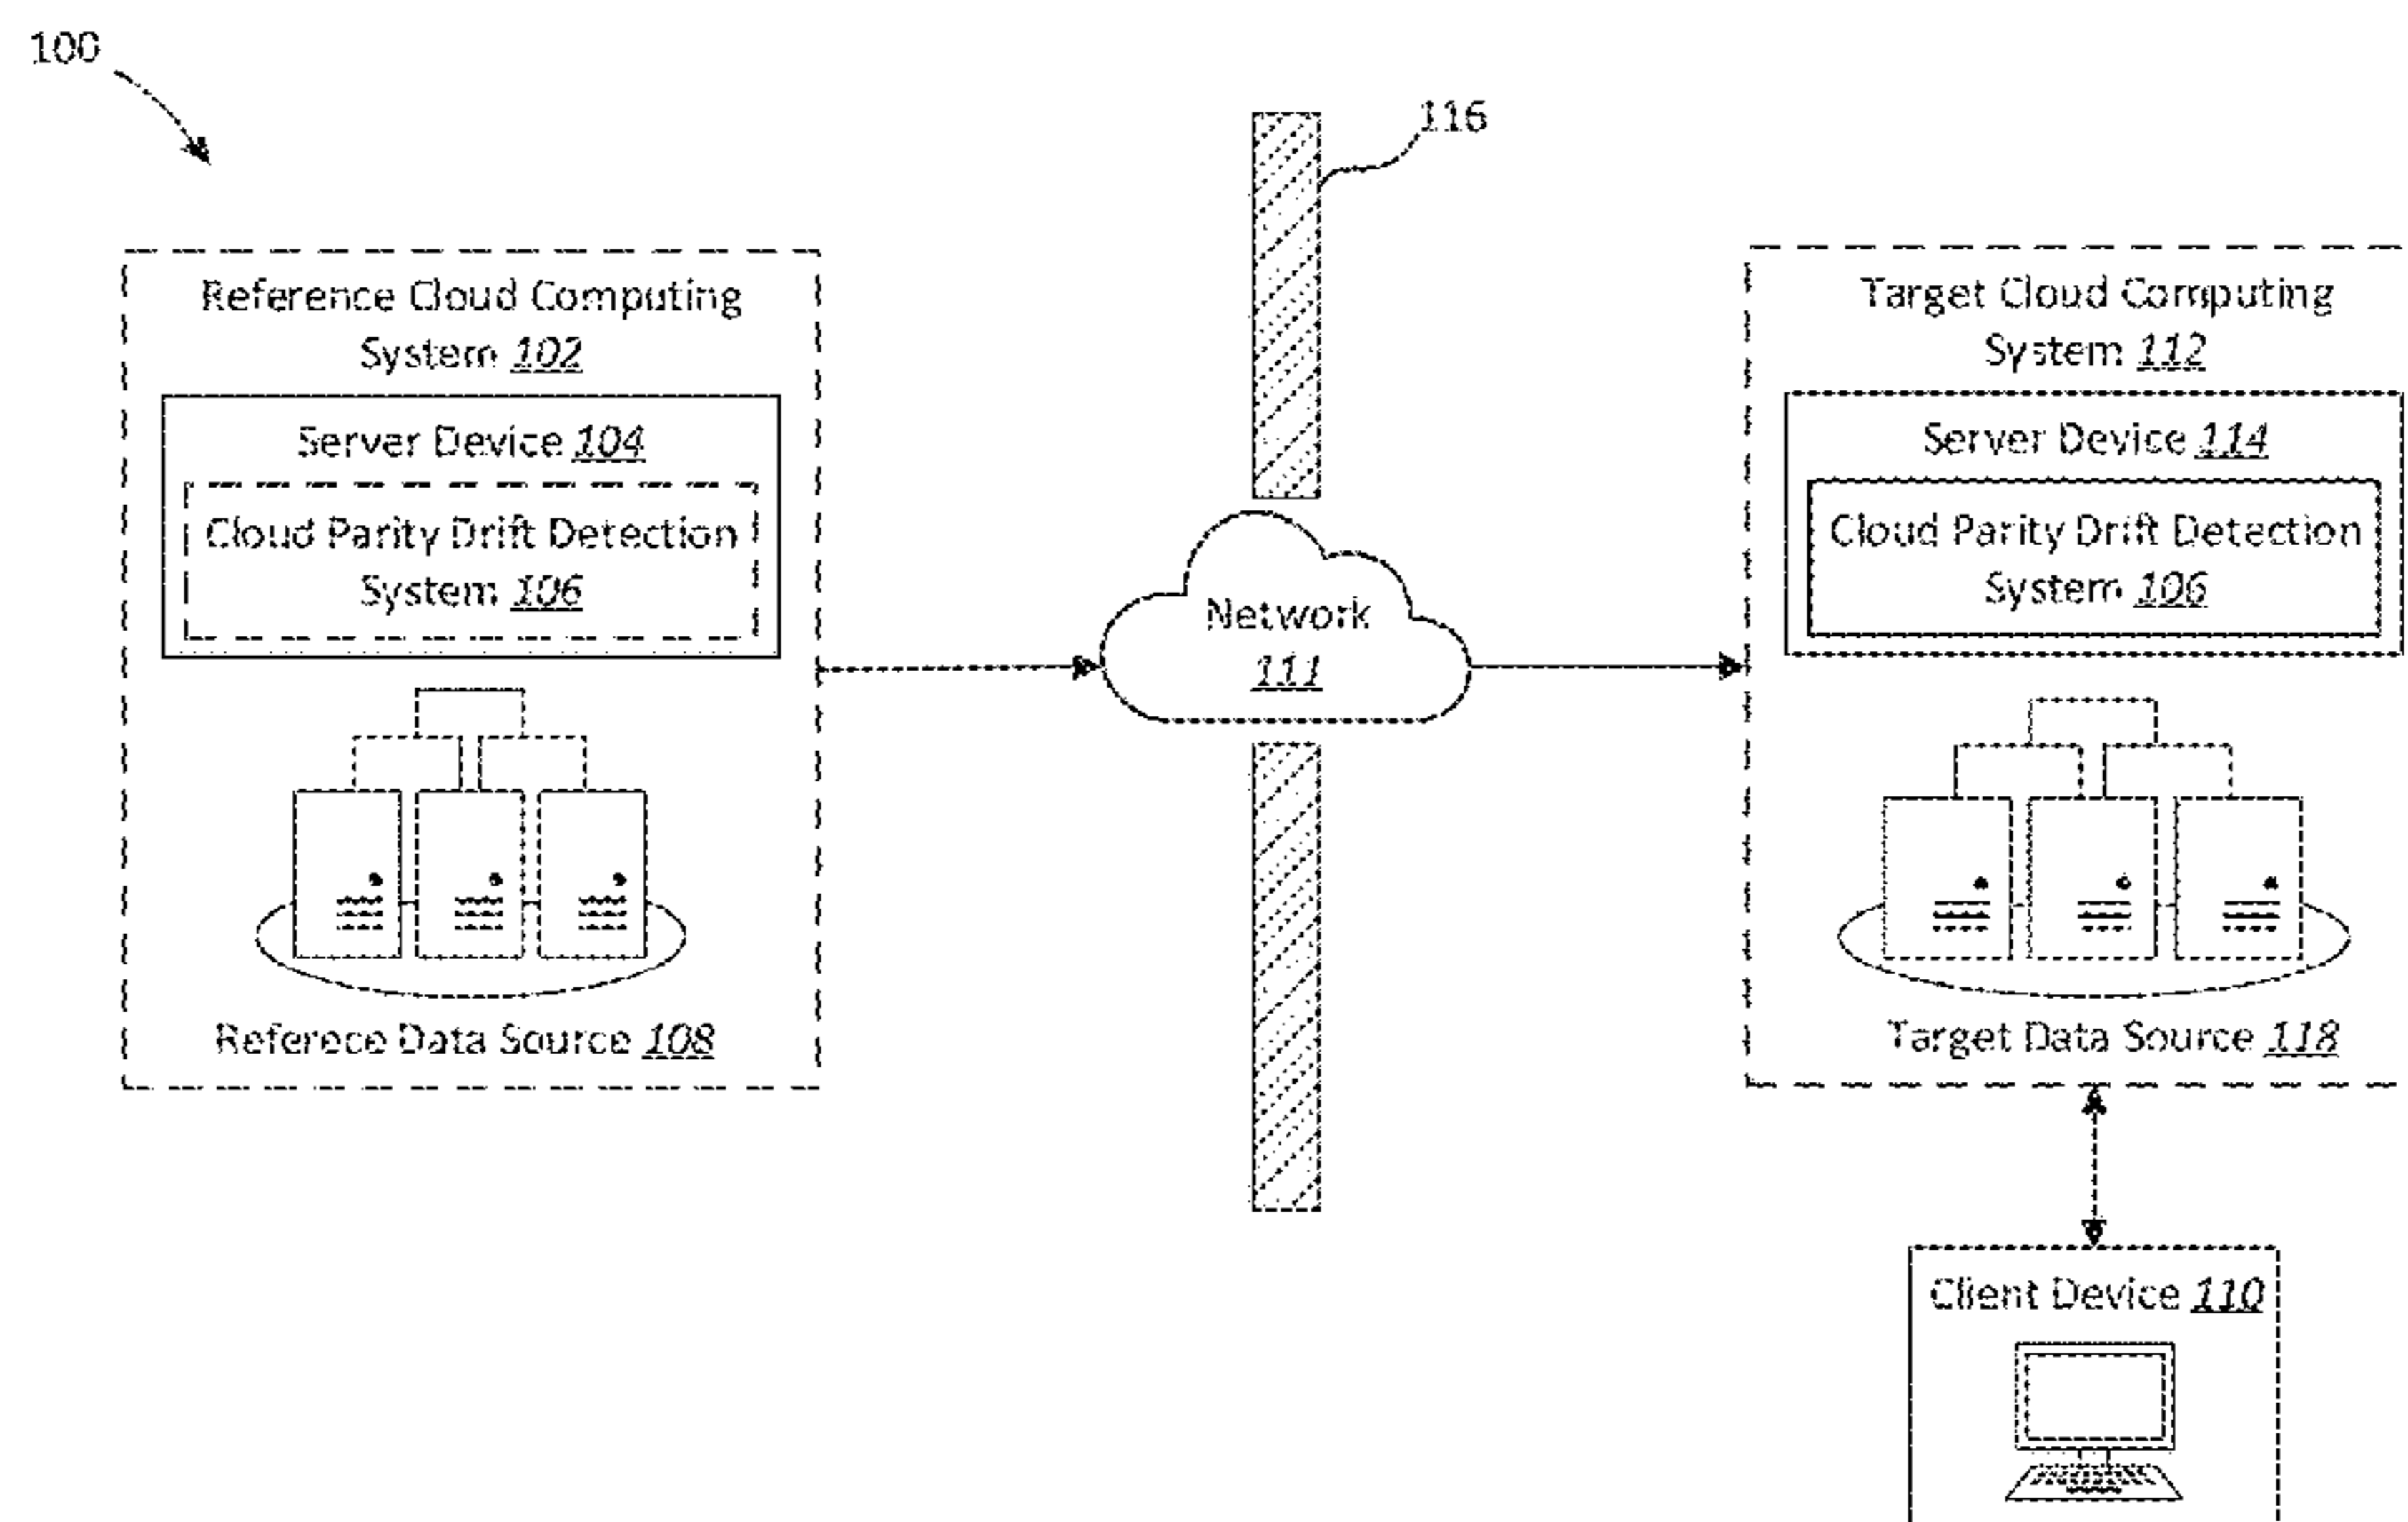 100
116
Reference Cloud Computing
System 102
Server Device 104
Cloud Parity Drift Detection
System 106
Referece Data Source 108
Network
111
Target Cloud Computing
System 112
Server Device 114
Cloud Parity Drift Detection
System 106
Target Data Source 118
Client Device 110